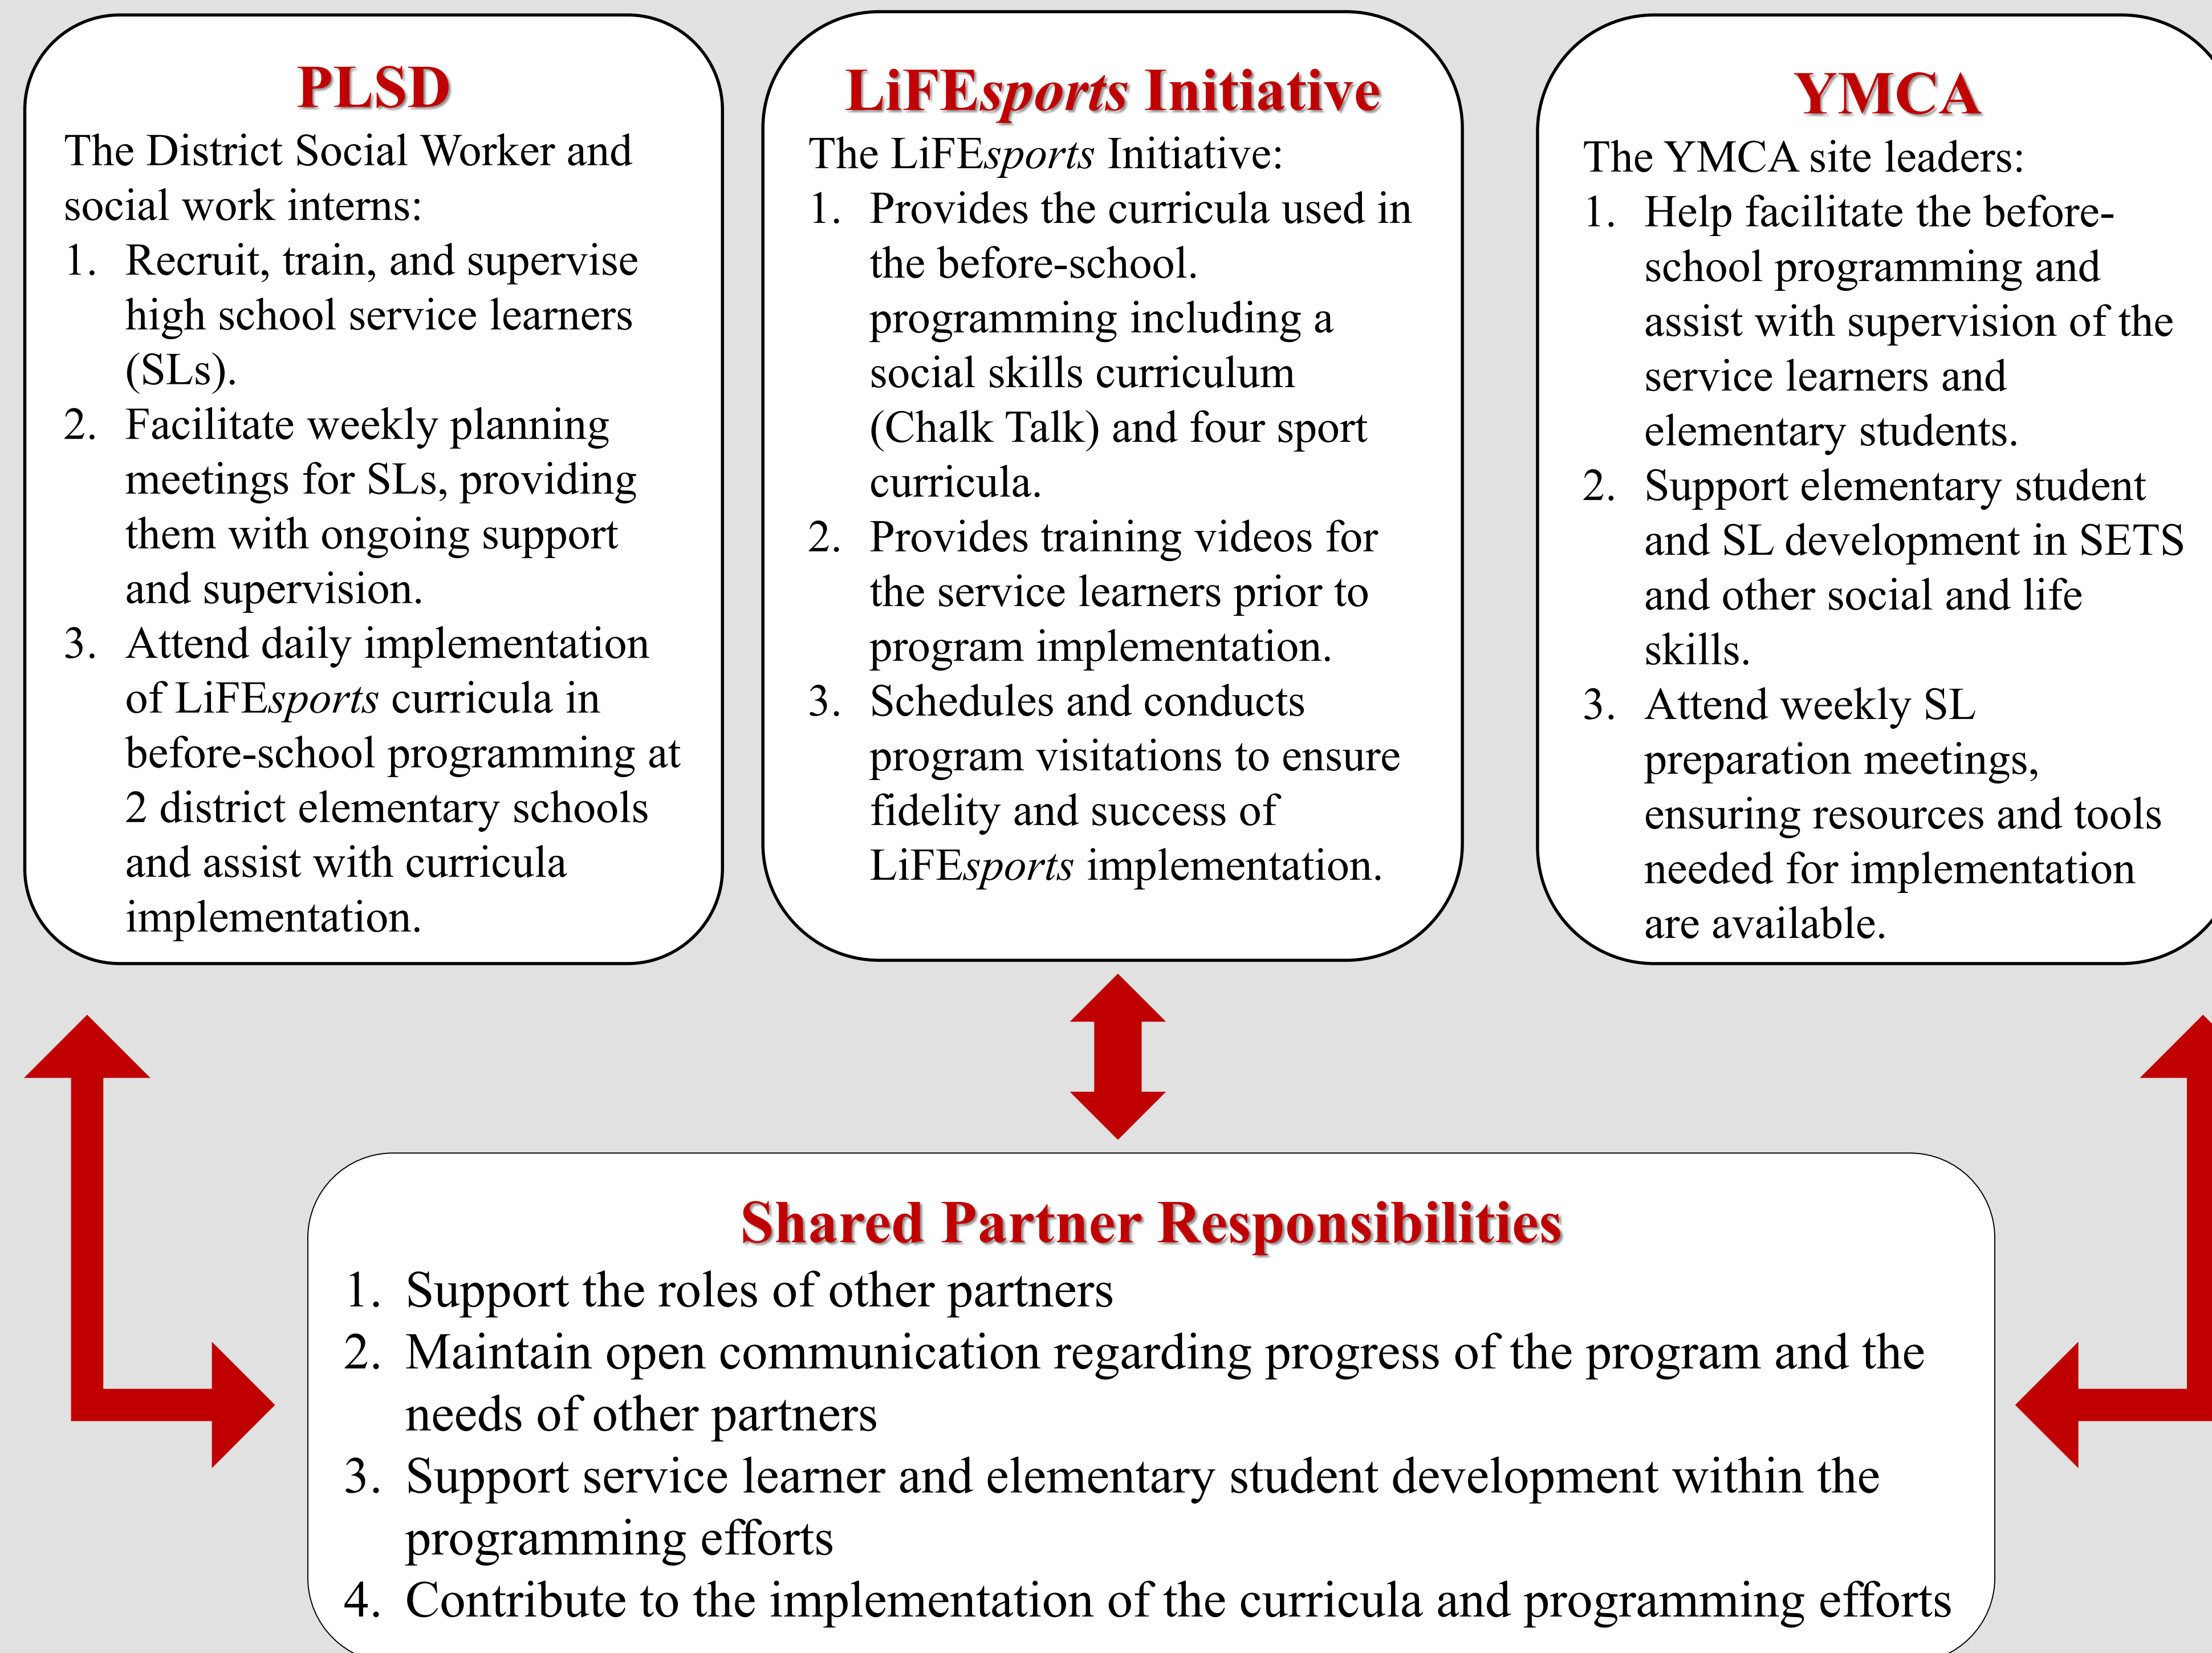 PLSD
The District Social Worker and
social work interns:
1. Recruit, train, and supervise
high school service learners
(SLs).
2. Facilitate weekly planning
meetings for SLs, providing
them with ongoing support
and supervision.
3. Attend daily implementation
of LiFEsports curricula in
before-school programming at
2 district elementary schools
and assist with curricula
implementation.
LiFEsports Initiative
The LiFEsports Initiative:
1. Provides the curricula used in
the before-school.
programming including a
social skills curriculum
(Chalk Talk) and four sport
curricula.
2. Provides training videos for
the service learners prior to
program implementation.
3. Schedules and conducts
program visitations to ensure
fidelity and success of
LiFEsports implementation.
YMCA
The YMCA site leaders:
1. Help facilitate the before-
school programming and
assist with supervision of the
service learners and
elementary students.
2. Support elementary student
and SL development in SETS
and other social and life
skills.
3. Attend weekly SL
preparation meetings,
ensuring resources and tools
needed for implementation
are available.
Shared Partner Responsibilities
1. Support the roles of other partners
2. Maintain open communication regarding progress of the program and the
needs of other partners
3. Support service learner and elementary student development within the
programming efforts
4. Contribute to the implementation of the curricula and programming efforts